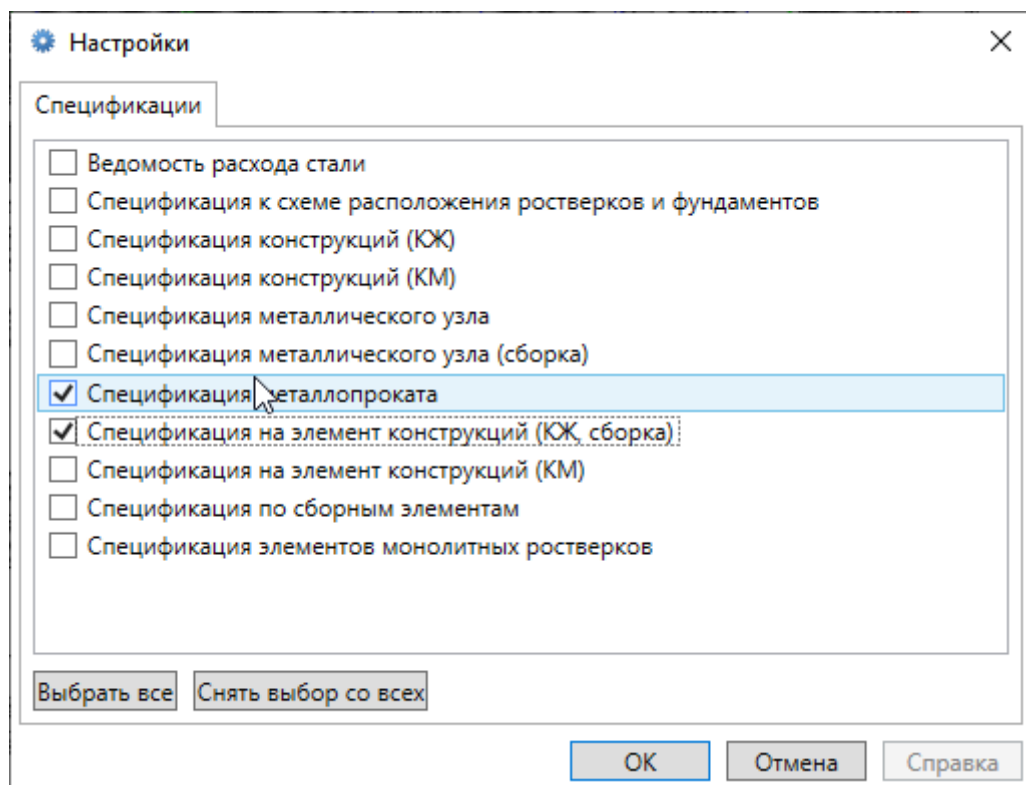 Настройки
Спецификации
Ведомость расхода стали
Спецификация к схеме расположения ростверков и фундаментов
Спецификация конструкций (КЖ)
Спецификация конструкций (КМ)
Спецификация металлического узла
Спецификация металлического узла (сборка)
Спецификация металлопроката
Спецификация на элемент конструкций (КЖ, сборка)
Спецификация на элемент конструкций (КМ)
Спецификация по сборным элементам
Спецификация элементов монолитных ростверков
Выбрать все Снять выбор со всех
ОК Отмена Справка